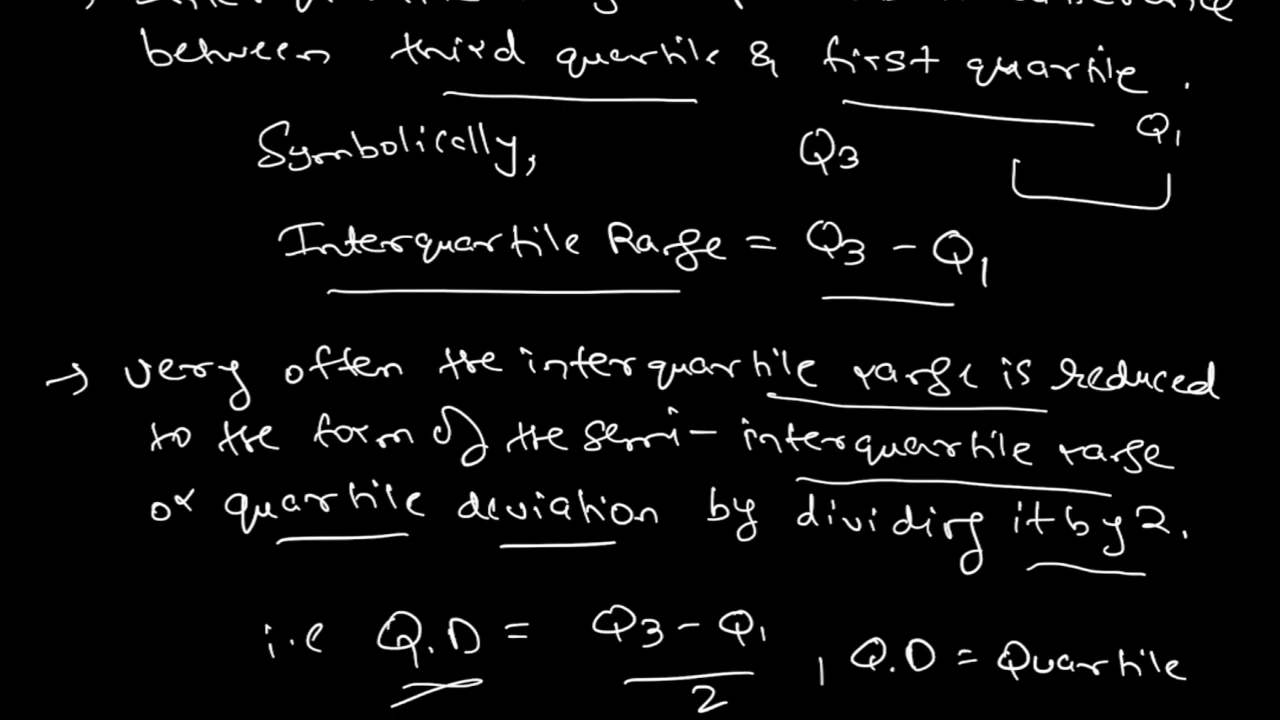 between third quartile & first quartile.
Q1
Symbolically, Q3
Interquartile Range = Q3 - Q1
→ very often the interquartile range is reduced
to the form of the semi-interquartile range
or quartile deviation by dividing it by 2.
i.e Q.D = Q3 - Q1 / 2 , Q.D = Quartile